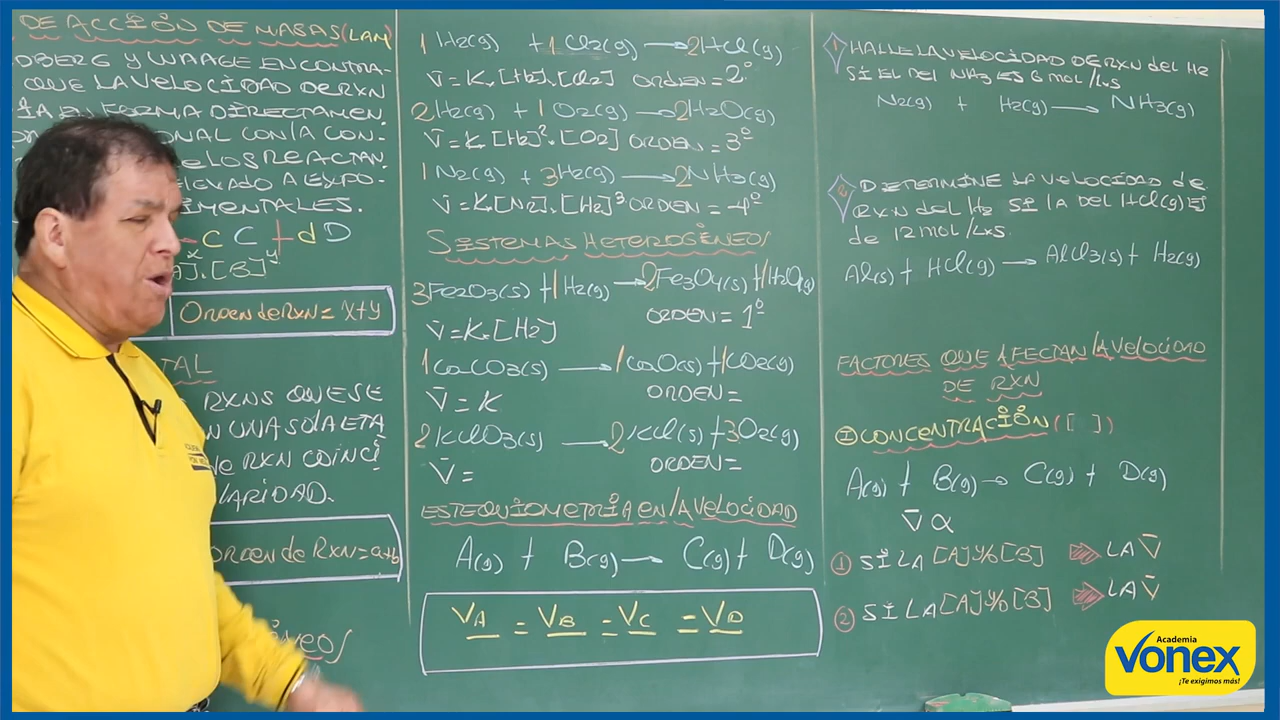 DE ACCIÓN DE MASAS (LAM)
DBERG Y WAAGE ENCONTRA-
QUE LA VELOCIDAD DE RXN
FORMA DIRECTAMEN.
ONAL CON LA CON-
DE LOS REACTAN.
ELEVADO A EXPO-
IMENTALES.
c C + d D
A]ˣ.[B]ʸ
Orden de RXN = x+y
TAL
RXNS QUE SE
N UNA SOLA ETA
DE RXN COINCI
LARIDAD.
ORDEN de RXN = a+b
neos
1 H2(g) + 1 Cl2(g) → 2 HCl(g)
V̄ = K.[H2].[Cl2] ORDEN = 2°
2 H2(g) + 1 O2(g) → 2 H2O(g)
V̄ = K.[H2]².[O2] ORDEN = 3°
1 N2(g) + 3 H2(g) → 2 NH3(g)
V̄ = K.[N2].[H2]³ ORDEN = 4°
SISTEMAS HETEROGÉNEOS
3 Fe2O3(s) + 1 H2(g) → 2 Fe3O4(s) + 1 H2O(g)
V̄ = K.[H2] ORDEN = 1°
1 CaCO3(s) → 1 CaO(s) + 1 CO2(g)
V̄ = K ORDEN =
2 KClO3(s) → 2 KCl(s) + 3 O2(g)
V̄ = ORDEN =
ESTEQUIOMETRIA EN LA VELOCIDAD
A(g) + B(g) → C(g) + D(g)
VA = VB = VC = VD
1 HALLE LA VELOCIDAD DE RXN del H2
SI EL DEL NH3 ES 6 mol/L×s
N2(g) + H2(g) → NH3(g)
2 DETERMINE LA VELOCIDAD de
RXN del H2 SI LA DEL HCl(g) ES
de 12 mol/L×s.
Al(s) + HCl(g) → AlCl3(s) + H2(g)
FACTORES QUE AFECTAN LA VELOCIDAD
DE RXN
I CONCENTRACIÓN ([ ])
A(g) + B(g) → C(g) + D(g)
V̄ α
1 SI LA [A] Y/O [B] ⇒ LA V̄
2 SI LA [A] Y/O [B] ⇒ LA V̄
Academia
Vonex
¡Te exigimos más!